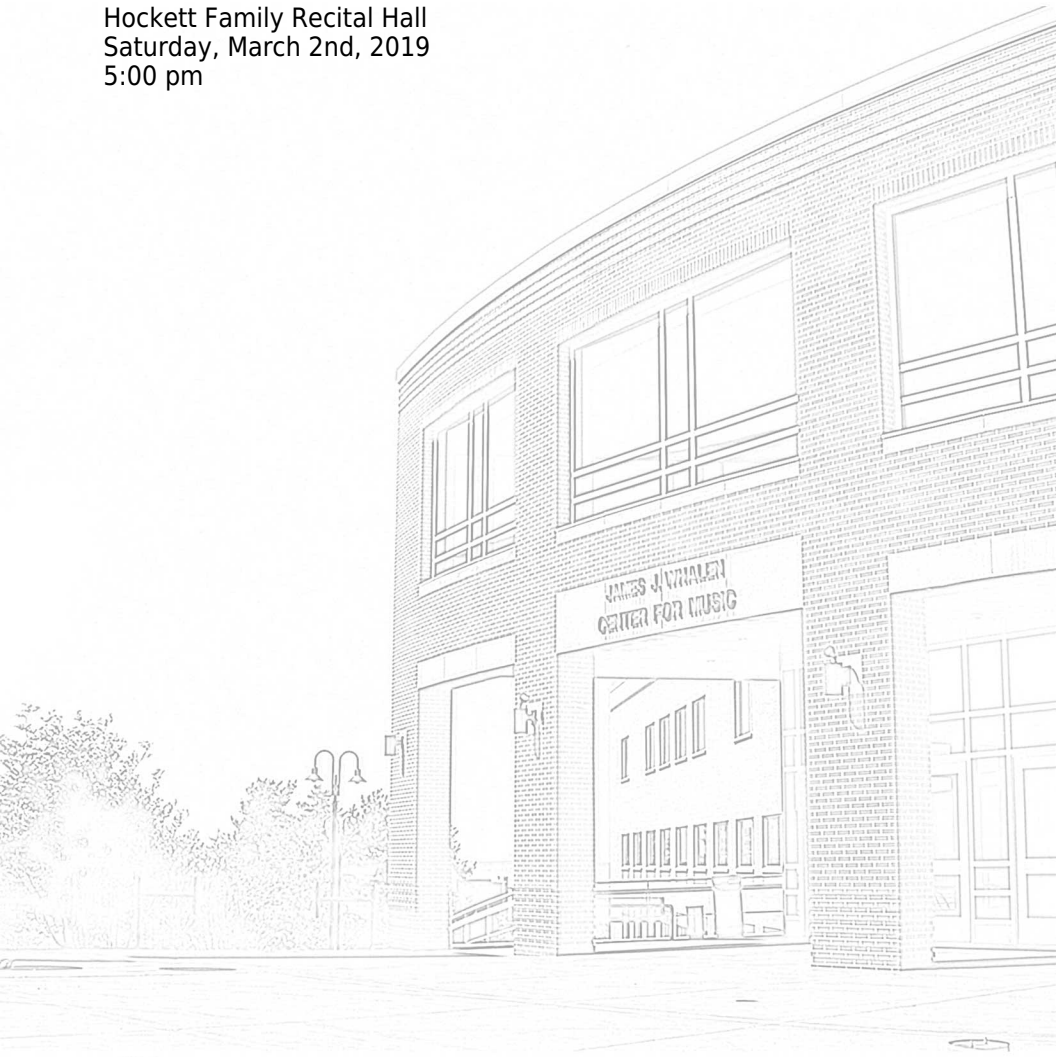 Hockett Family Recital Hall
Saturday, March 2nd, 2019
5:00 pm
JAMES J. WHALEN
CENTER FOR MUSIC